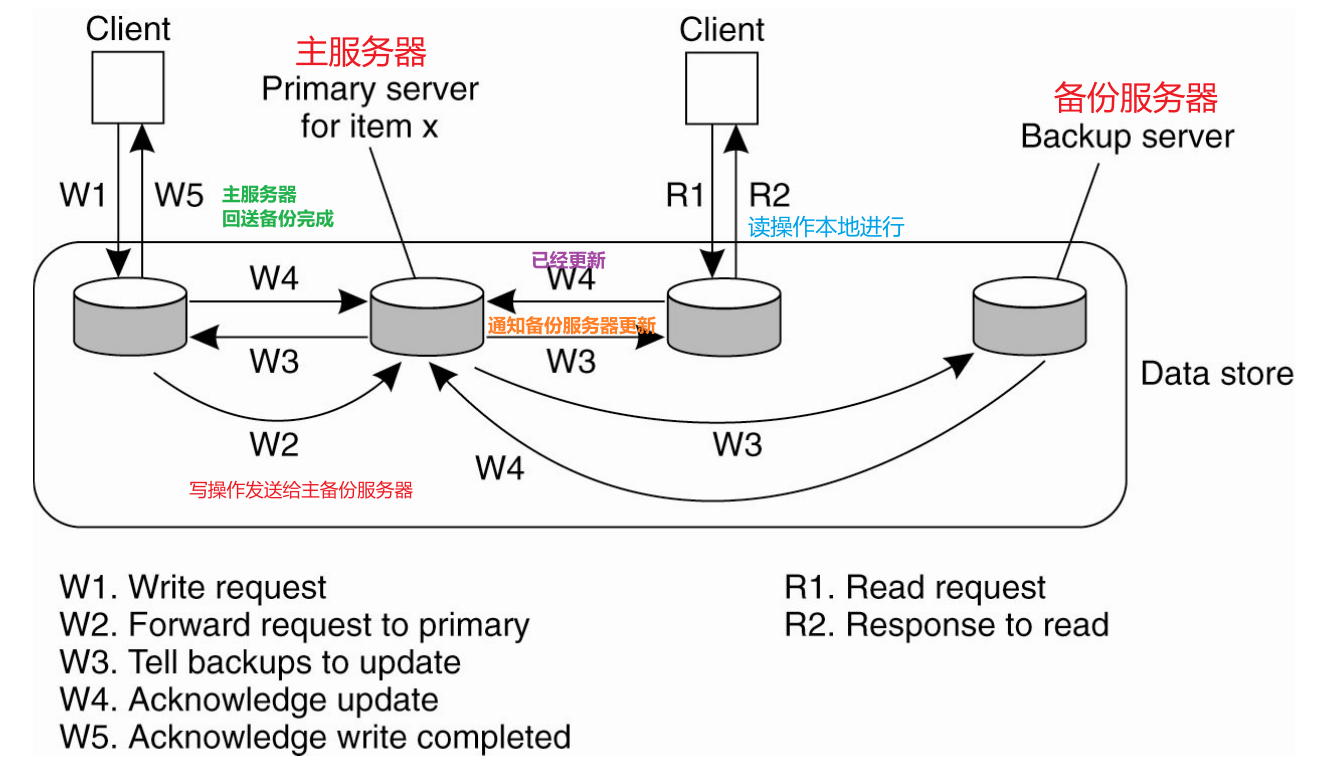 Client
主服务器
Primary server
for item x
Client
备份服务器
Backup server
W1
W5
主服务器
回送备份完成
R1
R2
读操作本地进行
W4
已经更新
W4
通知备份服务器更新
W3
W3
Data store
W2
W3
W4
写操作发送给主备份服务器
W1. Write request
W2. Forward request to primary
W3. Tell backups to update
W4. Acknowledge update
W5. Acknowledge write completed
R1. Read request
R2. Response to read